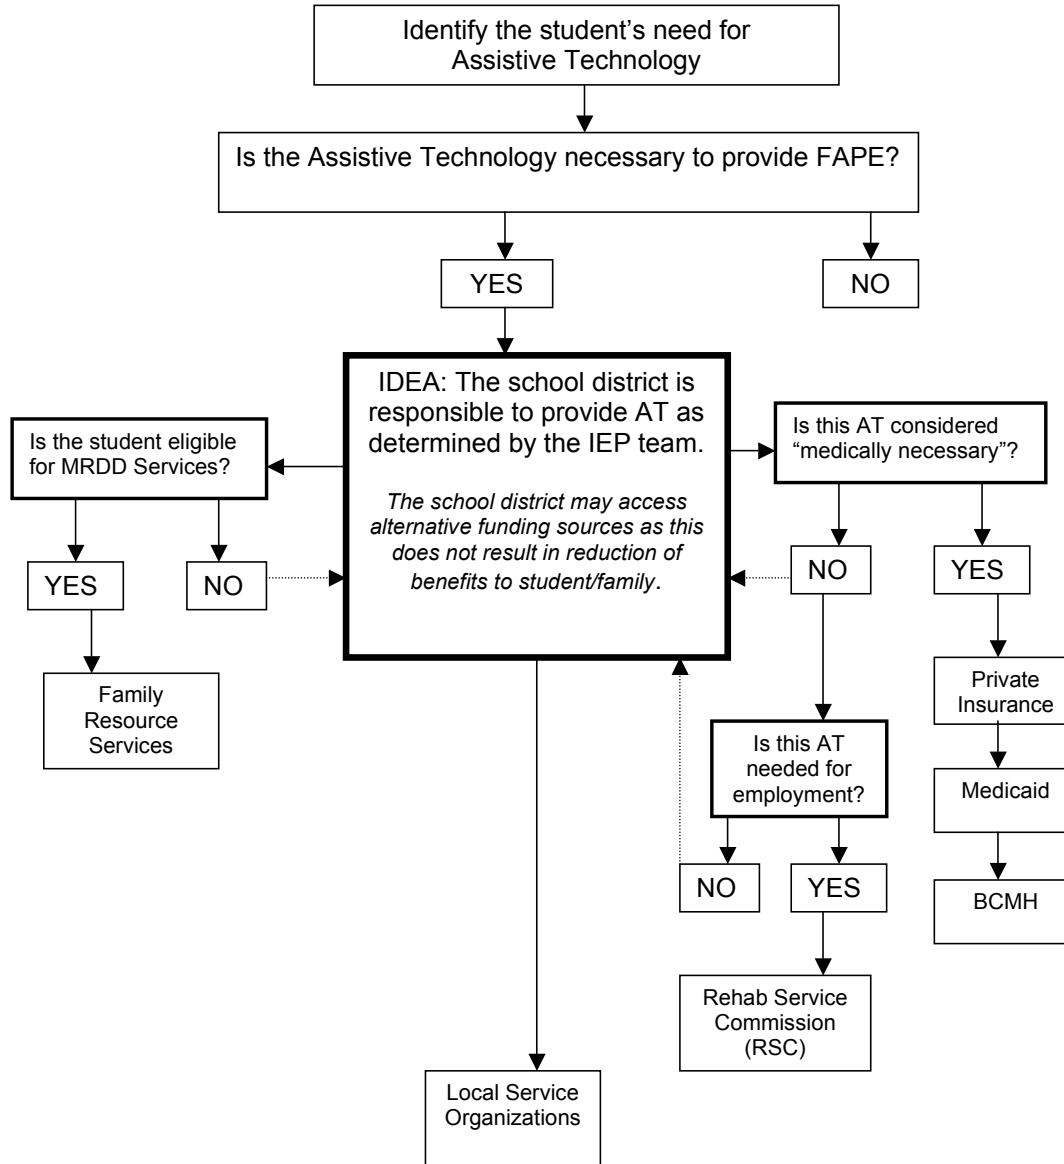 Identify the student’s need for
Assistive Technology
Is the Assistive Technology necessary to provide FAPE?
YES
NO
IDEA: The school district is
responsible to provide AT as
determined by the IEP team.
The school district may access
alternative funding sources as this
does not result in reduction of
benefits to student/family.
Is the student eligible
for MRDD Services?
YES
NO
Family
Resource
Services
Is this AT considered
“medically necessary”?
NO
YES
Private
Insurance
Medicaid
BCMH
Is this AT
needed for
employment?
NO
YES
Rehab Service
Commission
(RSC)
Local Service
Organizations